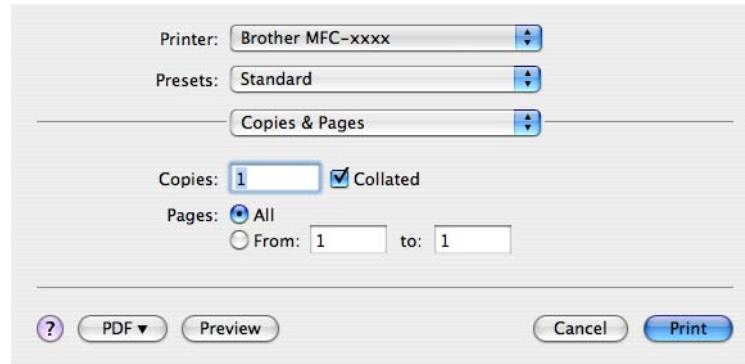 Printer: Brother MFC-xxxx
Presets: Standard
Copies & Pages
Copies: 1 Collated
Pages: All
From: 1 to: 1
? PDF▼ Preview Cancel Print